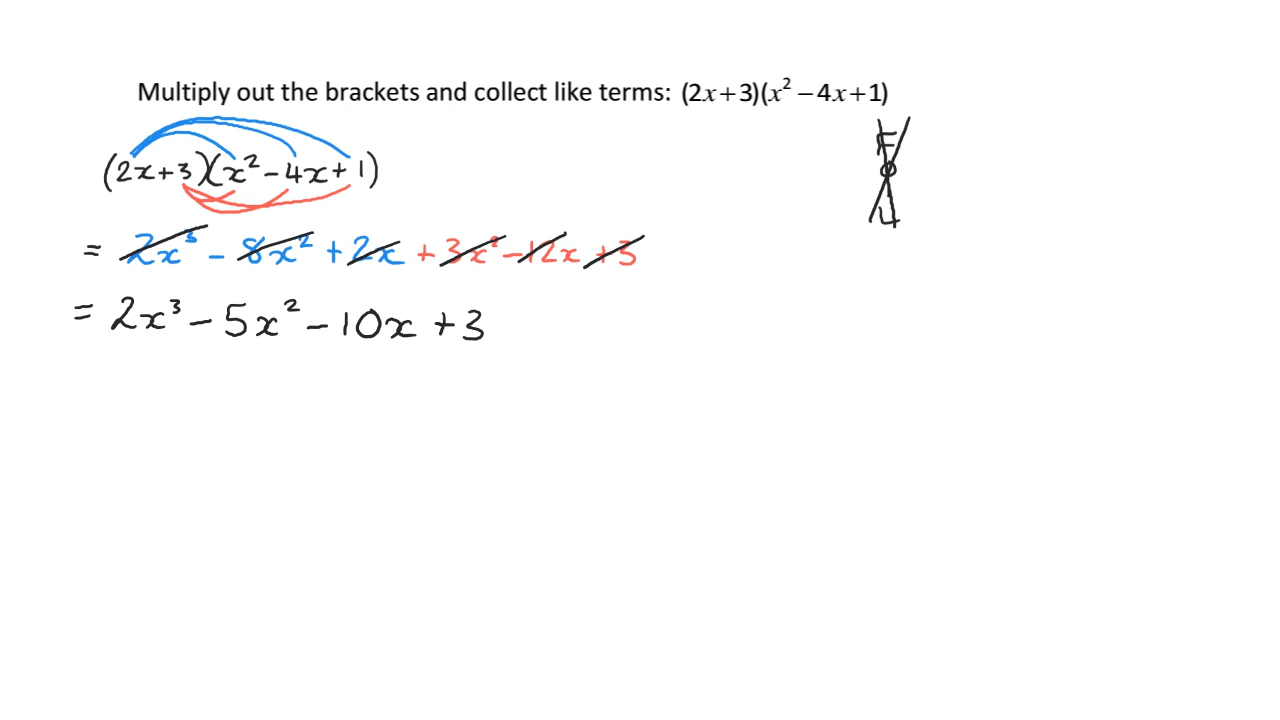 Multiply out the brackets and collect like terms: (2x+3)(x² − 4x+1)
(2x+3)(x² − 4x + 1)
F
O
I
L
= 2x³ − 8x² + 2x + 3x² − 12x + 3
= 2x³ − 5x² − 10x + 3